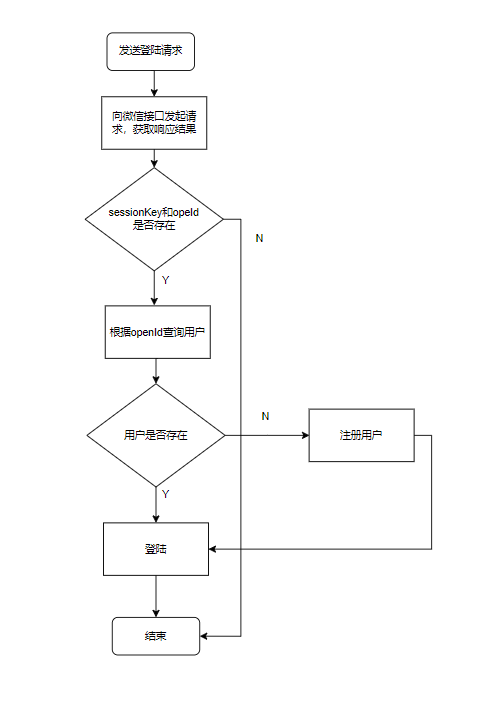 发送登陆请求
向微信接口发起请
求，获取响应结果
sessionKey和opeId
是否存在
N
Y
根据openId查询用户
用户是否存在
N
注册用户
Y
登陆
结束